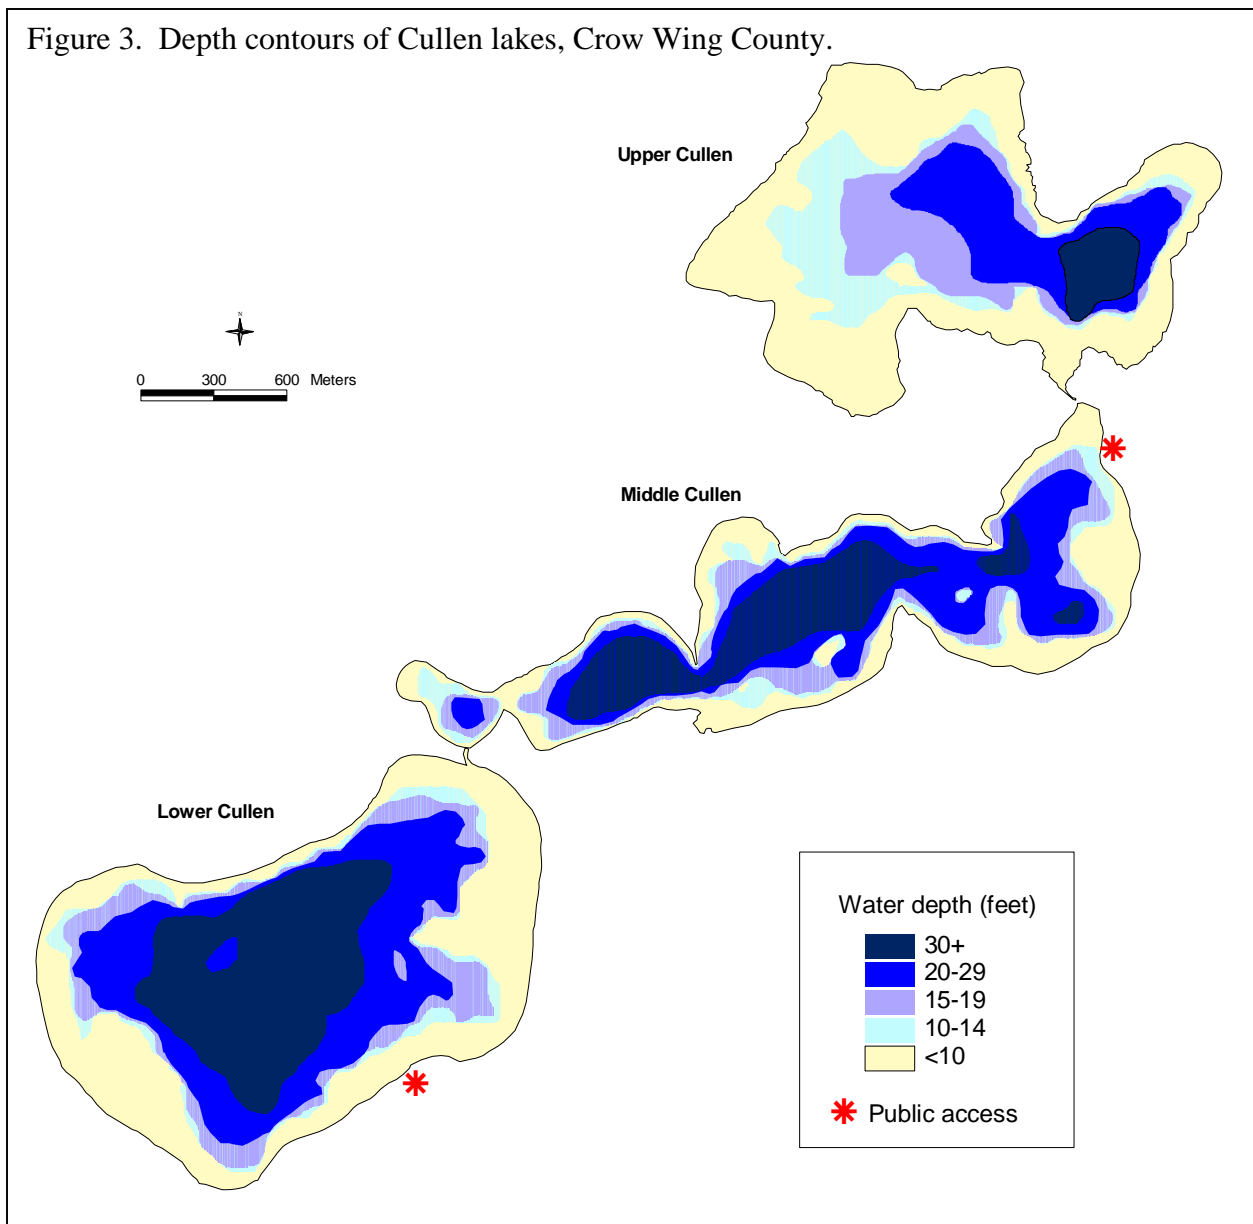 Figure 3.  Depth contours of Cullen lakes, Crow Wing County.
Upper Cullen
N
0 300 600 Meters
Middle Cullen
Lower Cullen
Water depth (feet)
30+
20-29
15-19
10-14
<10
Public access